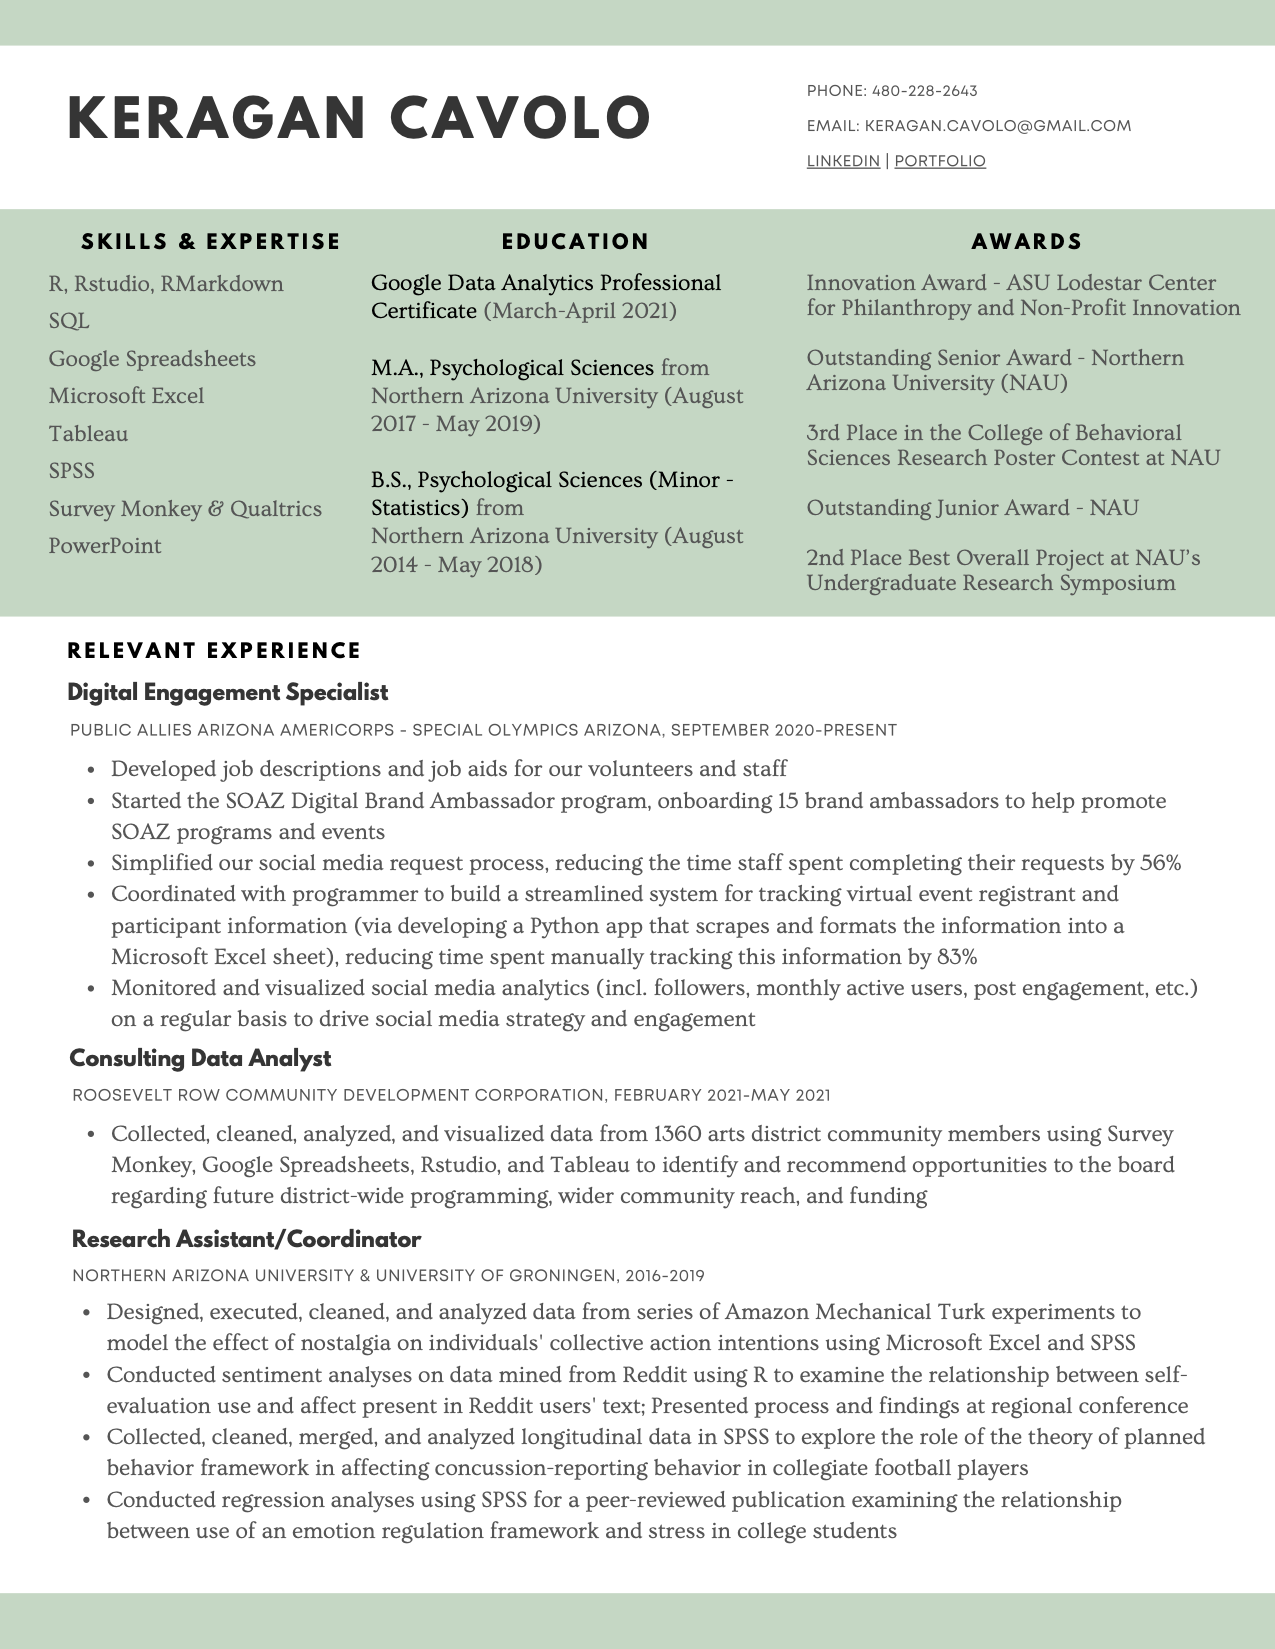 KERAGAN CAVOLO
PHONE: 480-228-2643
EMAIL: KERAGAN.CAVOLO@GMAIL.COM
LINKEDIN | PORTFOLIO
SKILLS & EXPERTISE
R, Rstudio, RMarkdown
SQL
Google Spreadsheets
Microsoft Excel
Tableau
SPSS
Survey Monkey & Qualtrics
PowerPoint
EDUCATION
Google Data Analytics Professional
Certificate (March-April 2021)
M.A., Psychological Sciences from
Northern Arizona University (August
2017 - May 2019)
B.S., Psychological Sciences (Minor -
Statistics) from
Northern Arizona University (August
2014 - May 2018)
AWARDS
Innovation Award - ASU Lodestar Center
for Philanthropy and Non-Profit Innovation
Outstanding Senior Award - Northern
Arizona University (NAU)
3rd Place in the College of Behavioral
Sciences Research Poster Contest at NAU
Outstanding Junior Award - NAU
2nd Place Best Overall Project at NAU's
Undergraduate Research Symposium
RELEVANT EXPERIENCE
Digital Engagement Specialist
PUBLIC ALLIES ARIZONA AMERICORPS - SPECIAL OLYMPICS ARIZONA, SEPTEMBER 2020-PRESENT
• Developed job descriptions and job aids for our volunteers and staff
• Started the SOAZ Digital Brand Ambassador program, onboarding 15 brand ambassadors to help promote
SOAZ programs and events
• Simplified our social media request process, reducing the time staff spent completing their requests by 56%
• Coordinated with programmer to build a streamlined system for tracking virtual event registrant and
participant information (via developing a Python app that scrapes and formats the information into a
Microsoft Excel sheet), reducing time spent manually tracking this information by 83%
• Monitored and visualized social media analytics (incl. followers, monthly active users, post engagement, etc.)
on a regular basis to drive social media strategy and engagement
Consulting Data Analyst
ROOSEVELT ROW COMMUNITY DEVELOPMENT CORPORATION, FEBRUARY 2021-MAY 2021
• Collected, cleaned, analyzed, and visualized data from 1360 arts district community members using Survey
Monkey, Google Spreadsheets, Rstudio, and Tableau to identify and recommend opportunities to the board
regarding future district-wide programming, wider community reach, and funding
Research Assistant/Coordinator
NORTHERN ARIZONA UNIVERSITY & UNIVERSITY OF GRONINGEN, 2016-2019
• Designed, executed, cleaned, and analyzed data from series of Amazon Mechanical Turk experiments to
model the effect of nostalgia on individuals' collective action intentions using Microsoft Excel and SPSS
• Conducted sentiment analyses on data mined from Reddit using R to examine the relationship between self-
evaluation use and affect present in Reddit users' text; Presented process and findings at regional conference
• Collected, cleaned, merged, and analyzed longitudinal data in SPSS to explore the role of the theory of planned
behavior framework in affecting concussion-reporting behavior in collegiate football players
• Conducted regression analyses using SPSS for a peer-reviewed publication examining the relationship
between use of an emotion regulation framework and stress in college students